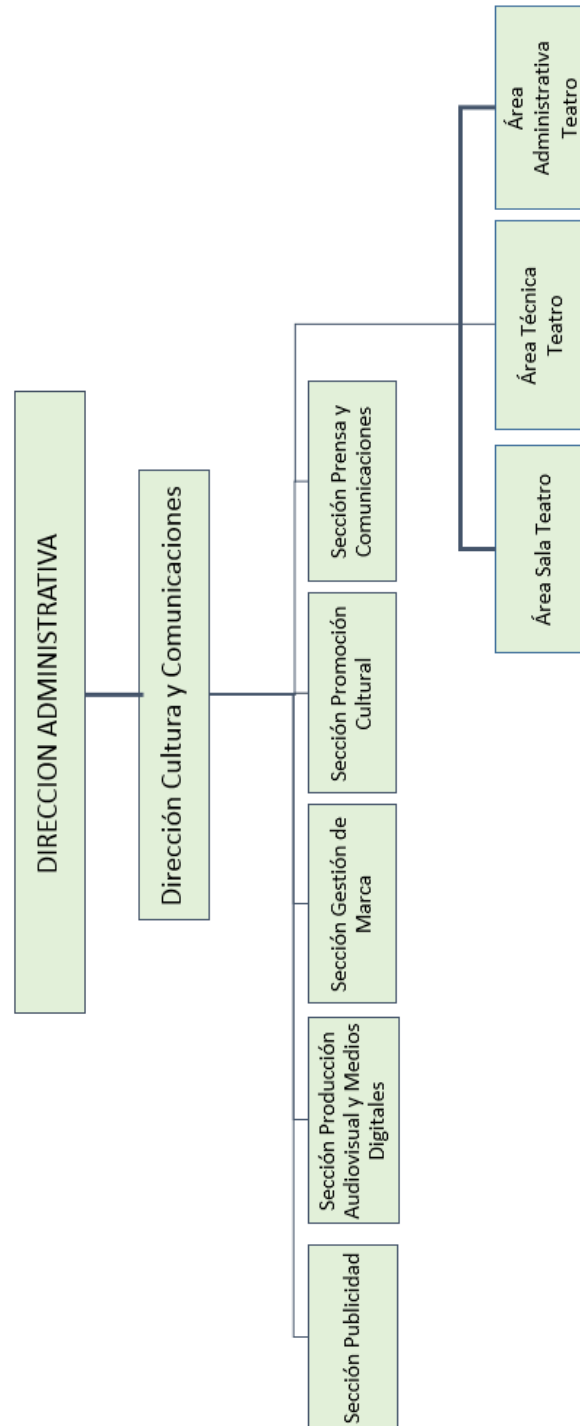 DIRECCION ADMINISTRATIVA
Dirección Cultura y Comunicaciones
Sección Publicidad
Sección Producción
Audiovisual y Medios
Digitales
Sección Gestión de
Marca
Sección Promoción
Cultural
Sección Prensa y
Comunicaciones
Área Sala Teatro
Área Técnica
Teatro
Área
Administrativa
Teatro